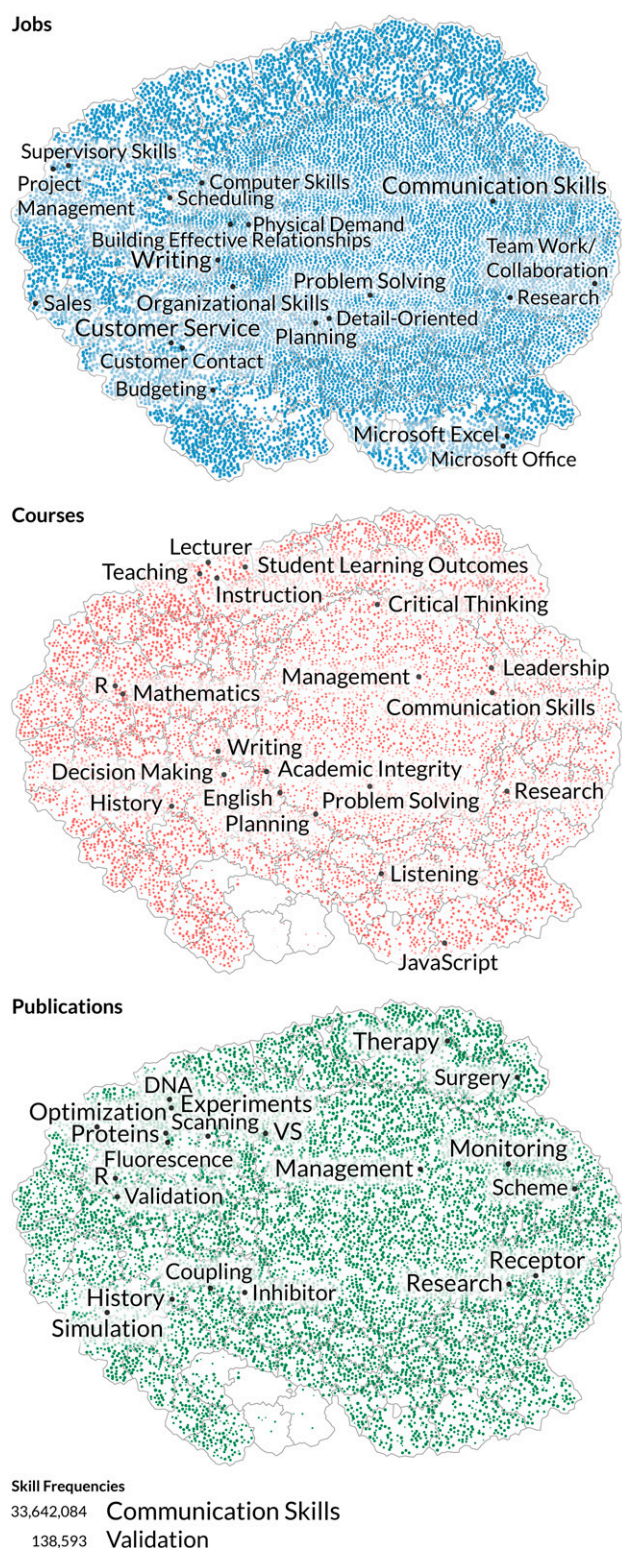 Jobs
Supervisory Skills
Project
Management
Computer Skills
Scheduling
Communication Skills
Physical Demand
Building Effective Relationships
Writing
Team Work/
Collaboration
Problem Solving
Research
Sales
Organizational Skills
Detail-Oriented
Customer Service
Planning
Customer Contact
Budgeting
Microsoft Excel
Microsoft Office
Courses
Lecturer
Teaching
Student Learning Outcomes
Instruction
Critical Thinking
Management
Leadership
R
Mathematics
Communication Skills
Writing
Decision Making
Academic Integrity
History
English
Problem Solving
Research
Planning
Listening
JavaScript
Publications
Therapy
Surgery
DNA
Optimization
Experiments
Scanning
Proteins
VS
Fluorescence
Management
Monitoring
R
Validation
Scheme
Coupling
Receptor
History
Inhibitor
Research
Simulation
Skill Frequencies
33,642,084 Communication Skills
138,593 Validation